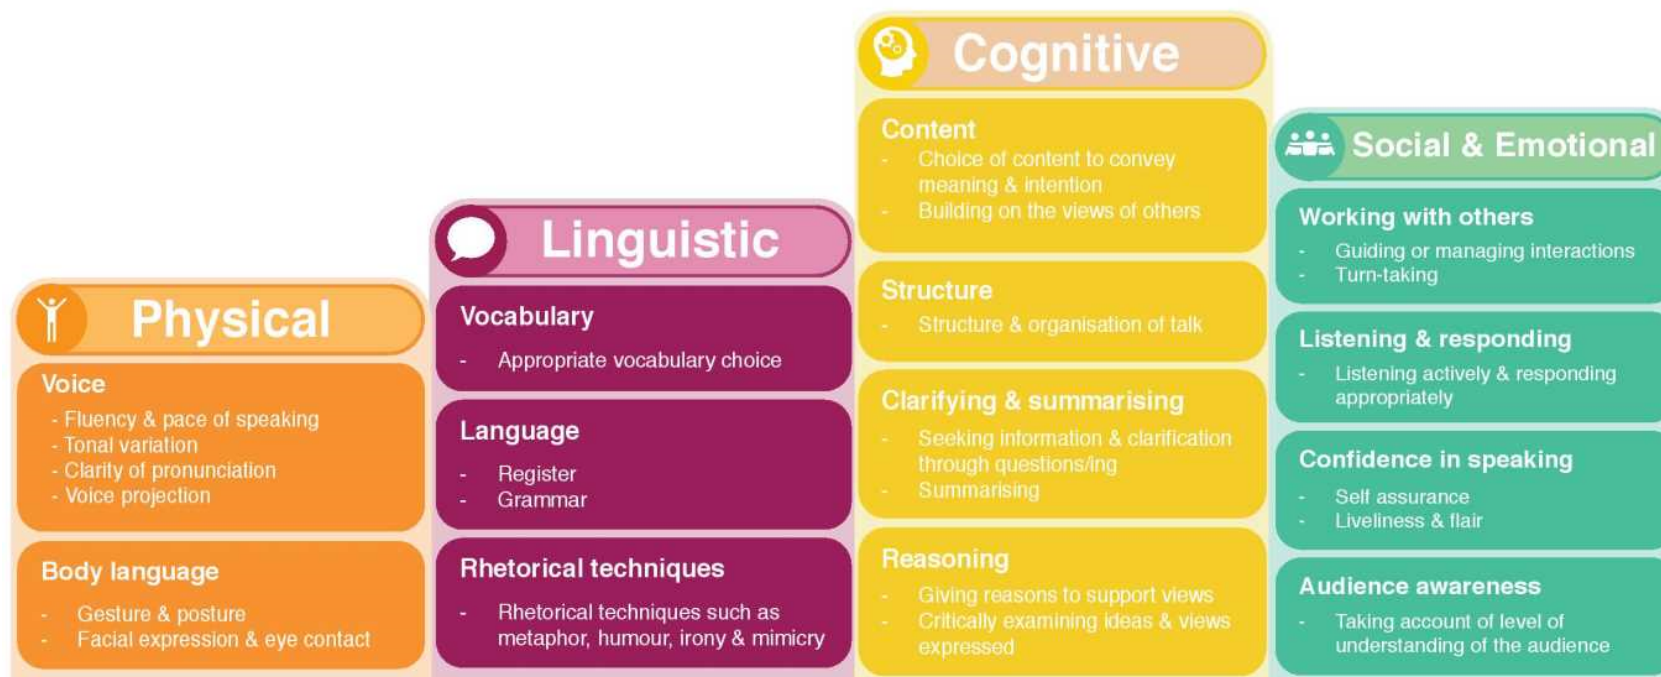 Physical
Voice
- Fluency & pace of speaking
- Tonal variation
- Clarity of pronunciation
- Voice projection
Body language
- Gesture & posture
- Facial expression & eye contact
Linguistic
Vocabulary
- Appropriate vocabulary choice
Language
- Register
- Grammar
Rhetorical techniques
- Rhetorical techniques such as
metaphor, humour, irony & mimicry
Cognitive
Content
- Choice of content to convey
meaning & intention
- Building on the views of others
Structure
- Structure & organisation of talk
Clarifying & summarising
- Seeking information & clarification
through questions/ing
- Summarising
Reasoning
- Giving reasons to support views
- Critically examining ideas & views
expressed
Social & Emotional
Working with others
- Guiding or managing interactions
- Turn-taking
Listening & responding
- Listening actively & responding
appropriately
Confidence in speaking
- Self assurance
- Liveliness & flair
Audience awareness
- Taking account of level of
understanding of the audience